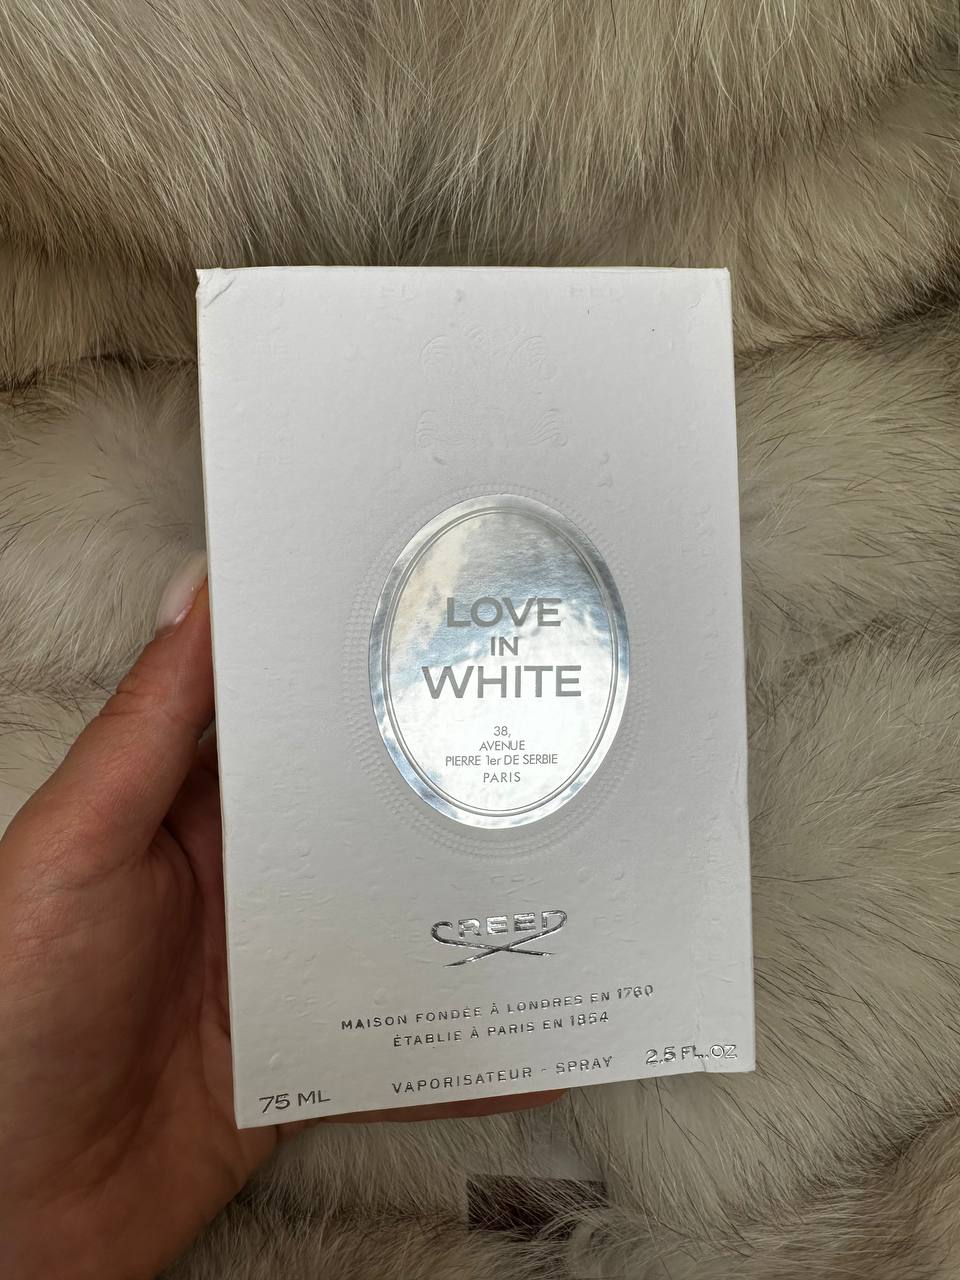 LOVE
IN
WHITE
38,
AVENUE
PIERRE 1er DE SERBIE
PARIS
CREED
MAISON FONDÉE À LONDRES EN 1760
ÉTABLIE À PARIS EN 1854
VAPORISATEUR - SPRAY
75 ML
2.5 FL.OZ